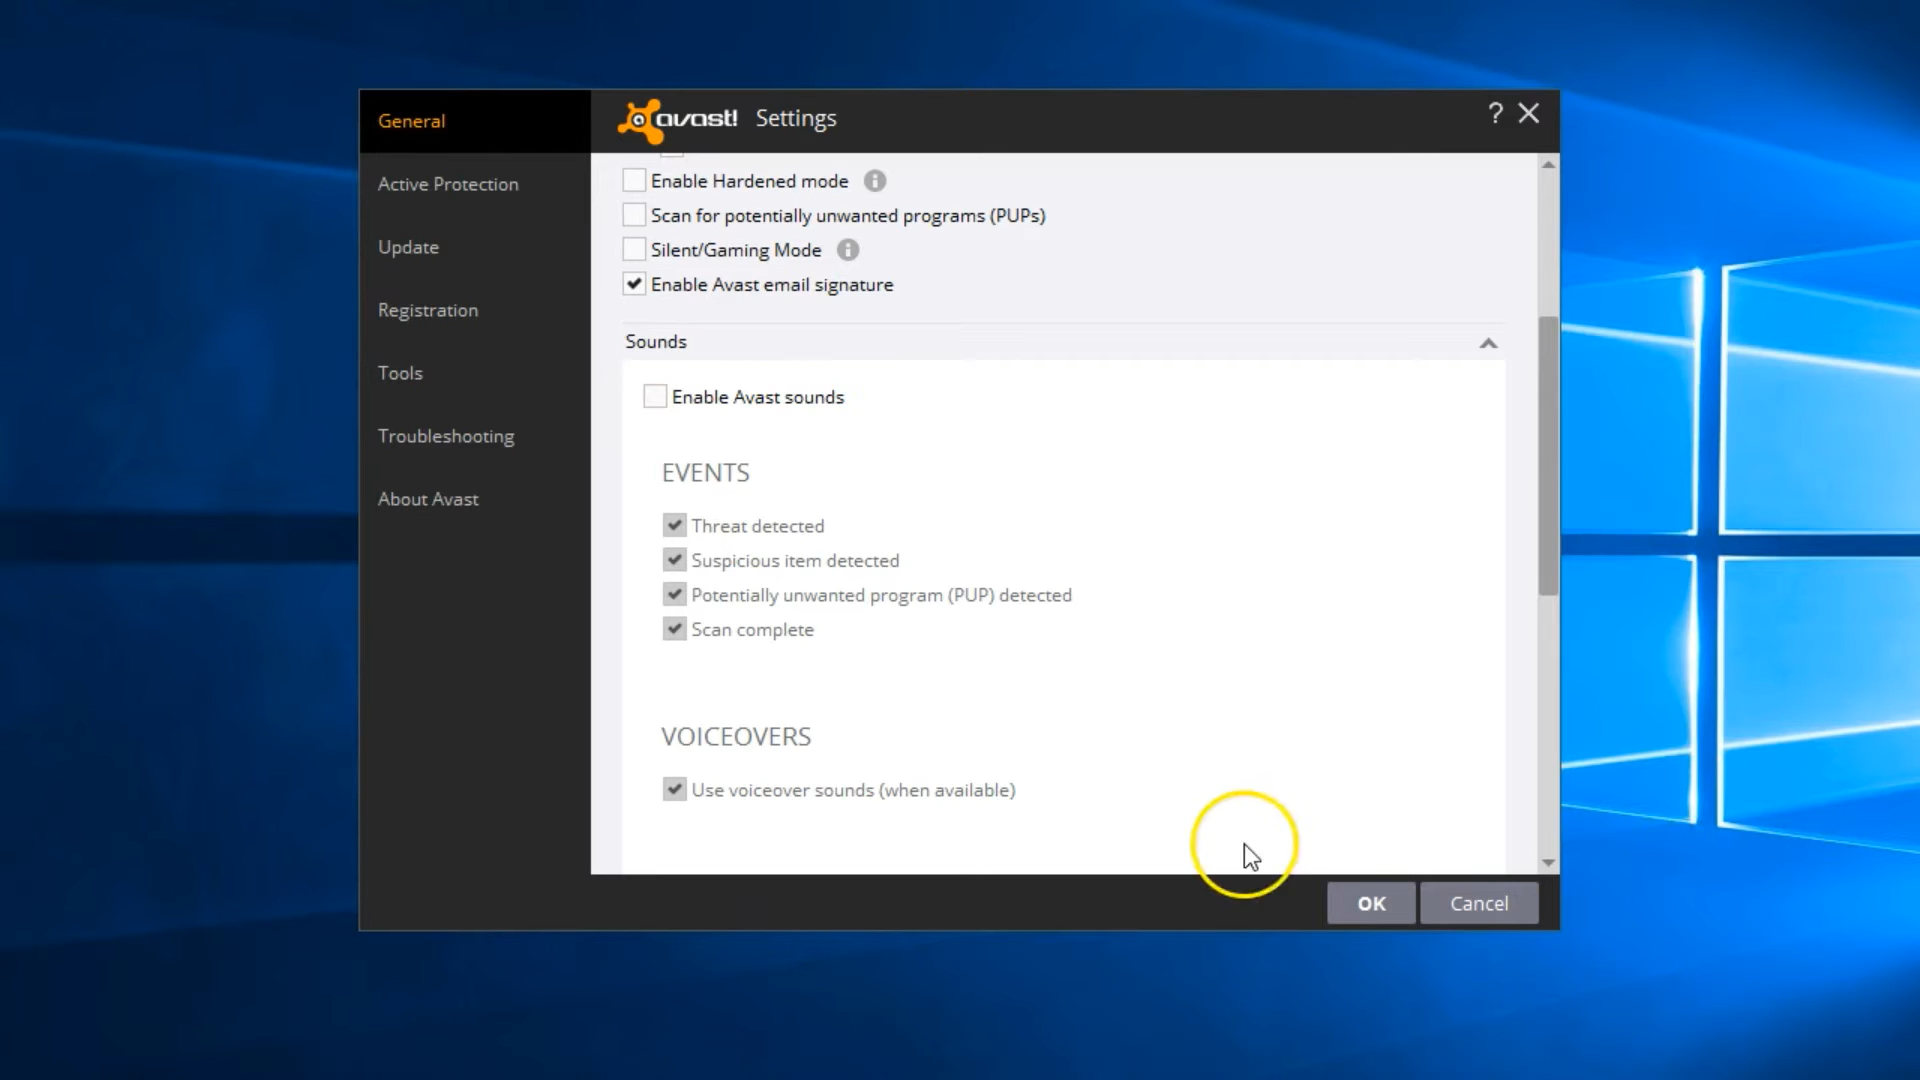 General
avast! Settings
?
Active Protection
Update
Registration
Tools
Troubleshooting
About Avast
Enable Hardened mode
Scan for potentially unwanted programs (PUPs)
Silent/Gaming Mode
Enable Avast email signature
Sounds
Enable Avast sounds
EVENTS
Threat detected
Suspicious item detected
Potentially unwanted program (PUP) detected
Scan complete
VOICEOVERS
Use voiceover sounds (when available)
OK
Cancel